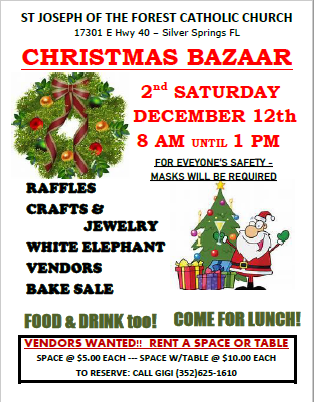 ST JOSEPH OF THE FOREST CATHOLIC CHURCH
17301 E Hwy 40 – Silver Springs FL
CHRISTMAS BAZAAR
2nd SATURDAY
DECEMBER 12th
8 AM UNTIL 1 PM
FOR EVEYONE'S SAFETY –
MASKS WILL BE REQUIRED
RAFFLES
CRAFTS &
JEWELRY
WHITE ELEPHANT
VENDORS
BAKE SALE
FOOD & DRINK too!
COME FOR LUNCH!
VENDORS WANTED!! RENT A SPACE OR TABLE
SPACE @ $5.00 EACH --- SPACE W/TABLE @ $10.00 EACH
TO RESERVE: CALL GIGI (352)625-1610